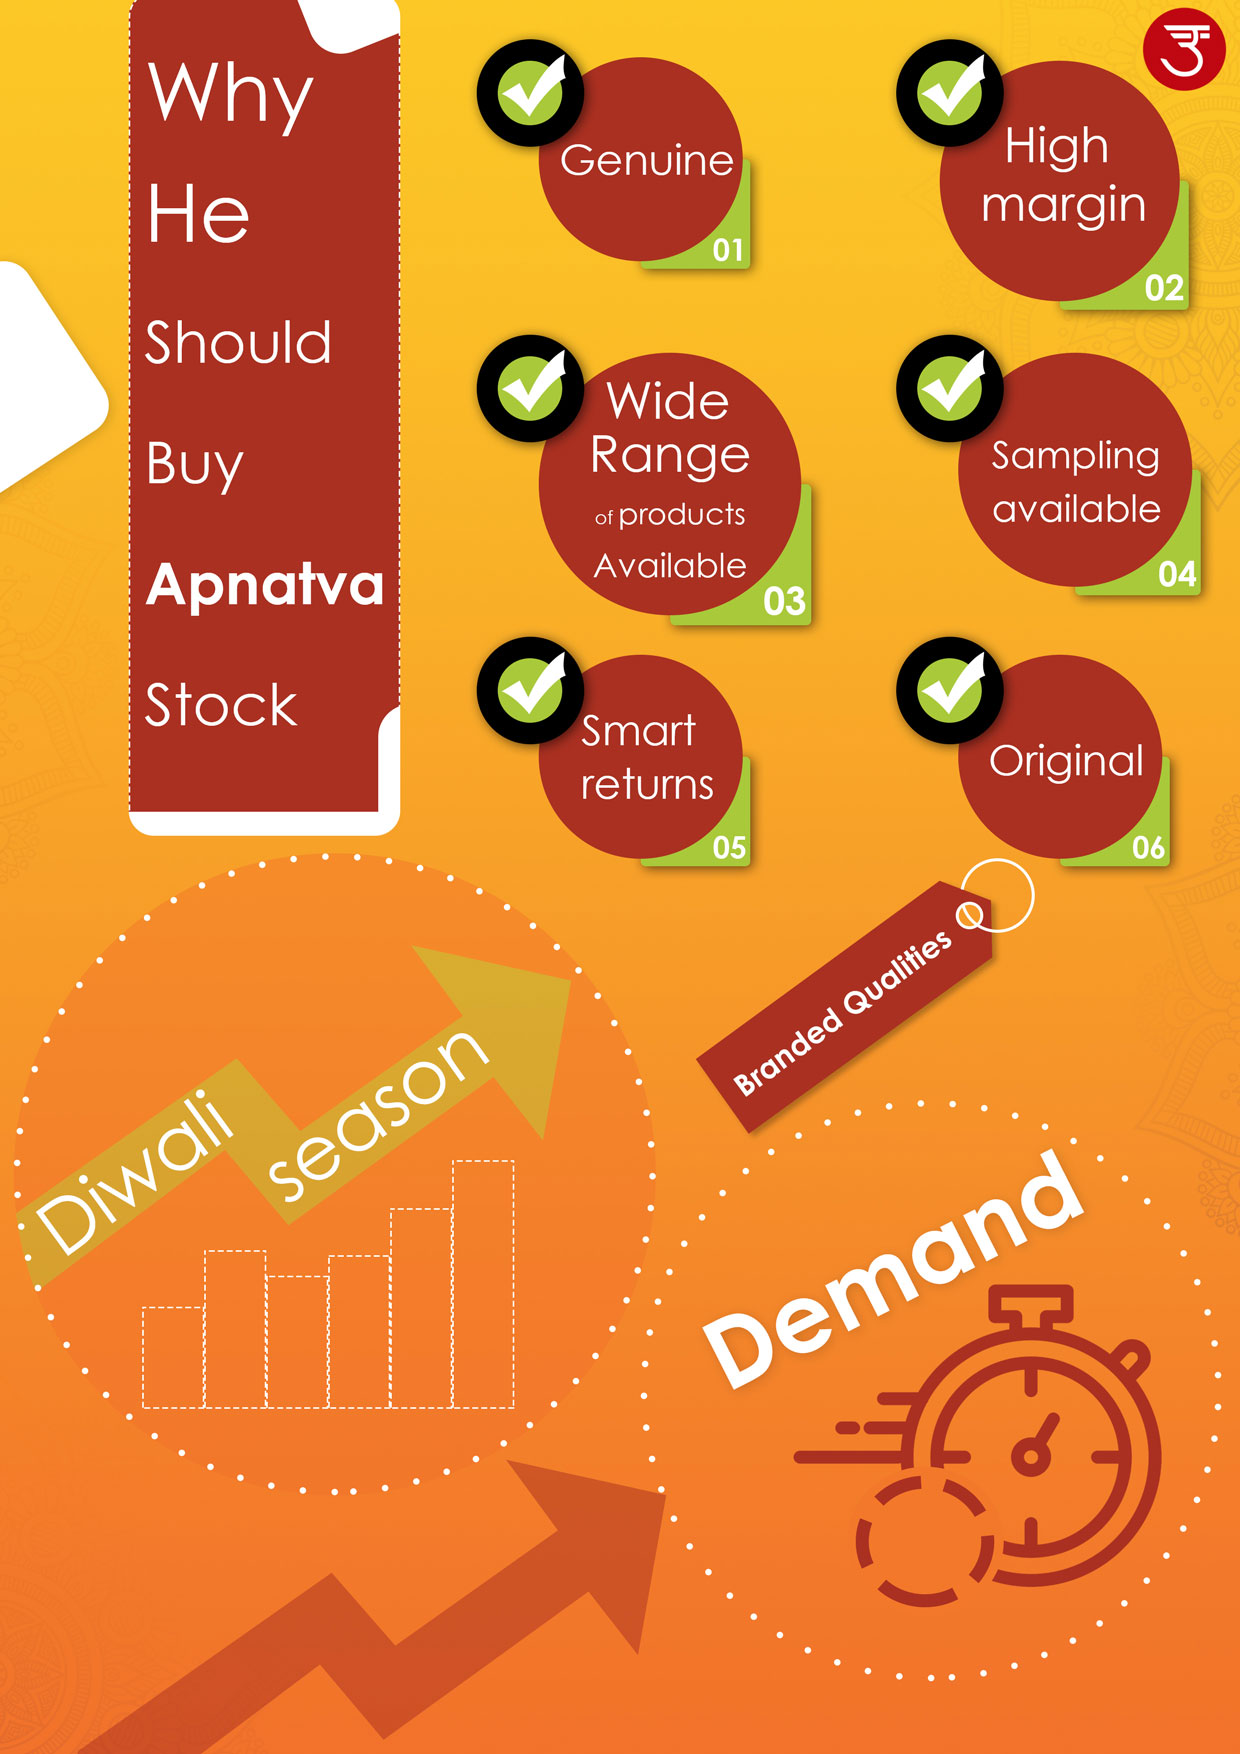 Why
He
Should
Buy
Apnatva
Stock
Genuine
01
High
margin
02
Wide
Range
of products
Available
03
Sampling
available
04
Smart
returns
05
Original
06
Branded Qualities
Diwali
season
Demand